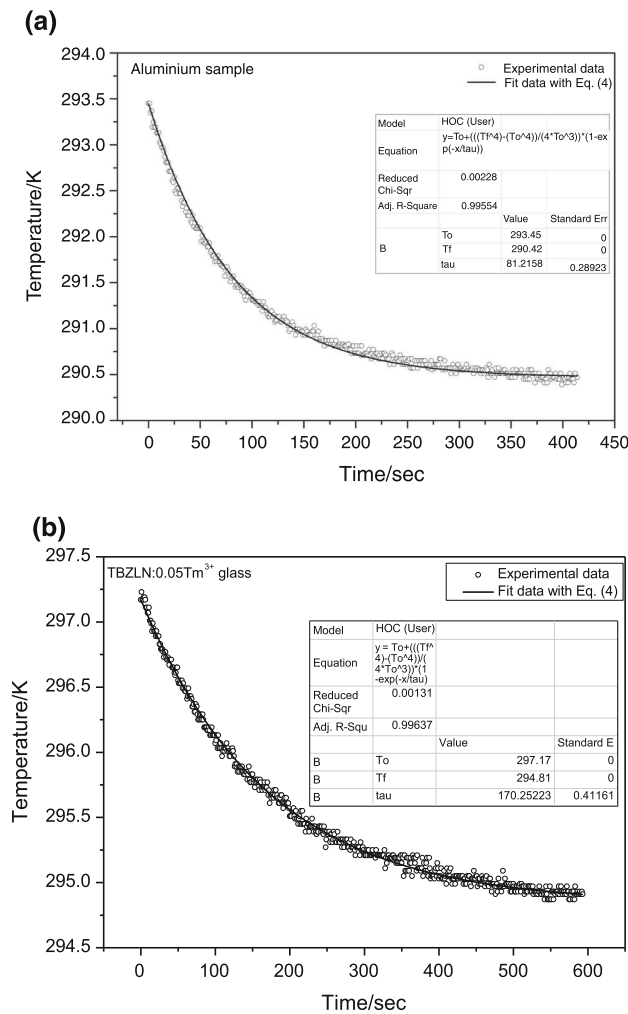 (a)
Aluminium sample
Experimental data
Fit data with Eq. (4)
Model HOC (User)
Equation y=To+(((Tf^4)-(To^4))/(4*To^3))*(1-ex
p(-x/tau))
Reduced
Chi-Sqr 0.00228
Adj. R-Square 0.99554
Value Standard Err
To 293.45 0
B Tf 290.42 0
tau 81.2158 0.28923
294.0
293.5
293.0
292.5
292.0
291.5
291.0
290.5
290.0
Temperature/K
0 50 100 150 200 250 300 350 400 450
Time/sec
(b)
TBZLN:0.05Tm³⁺ glass
Experimental data
Fit data with Eq. (4)
Model HOC (User)
Equation y = To+(((Tf^
4)-(To^4))/(
4*To^3))*(1
-exp(-x/tau)
Reduced
Chi-Sqr 0.00131
Adj. R-Squ 0.99637
Value Standard E
B To 297.17 0
B Tf 294.81 0
B tau 170.25223 0.41161
297.5
297.0
296.5
296.0
295.5
295.0
294.5
Temperature/K
0 100 200 300 400 500 600
Time/sec